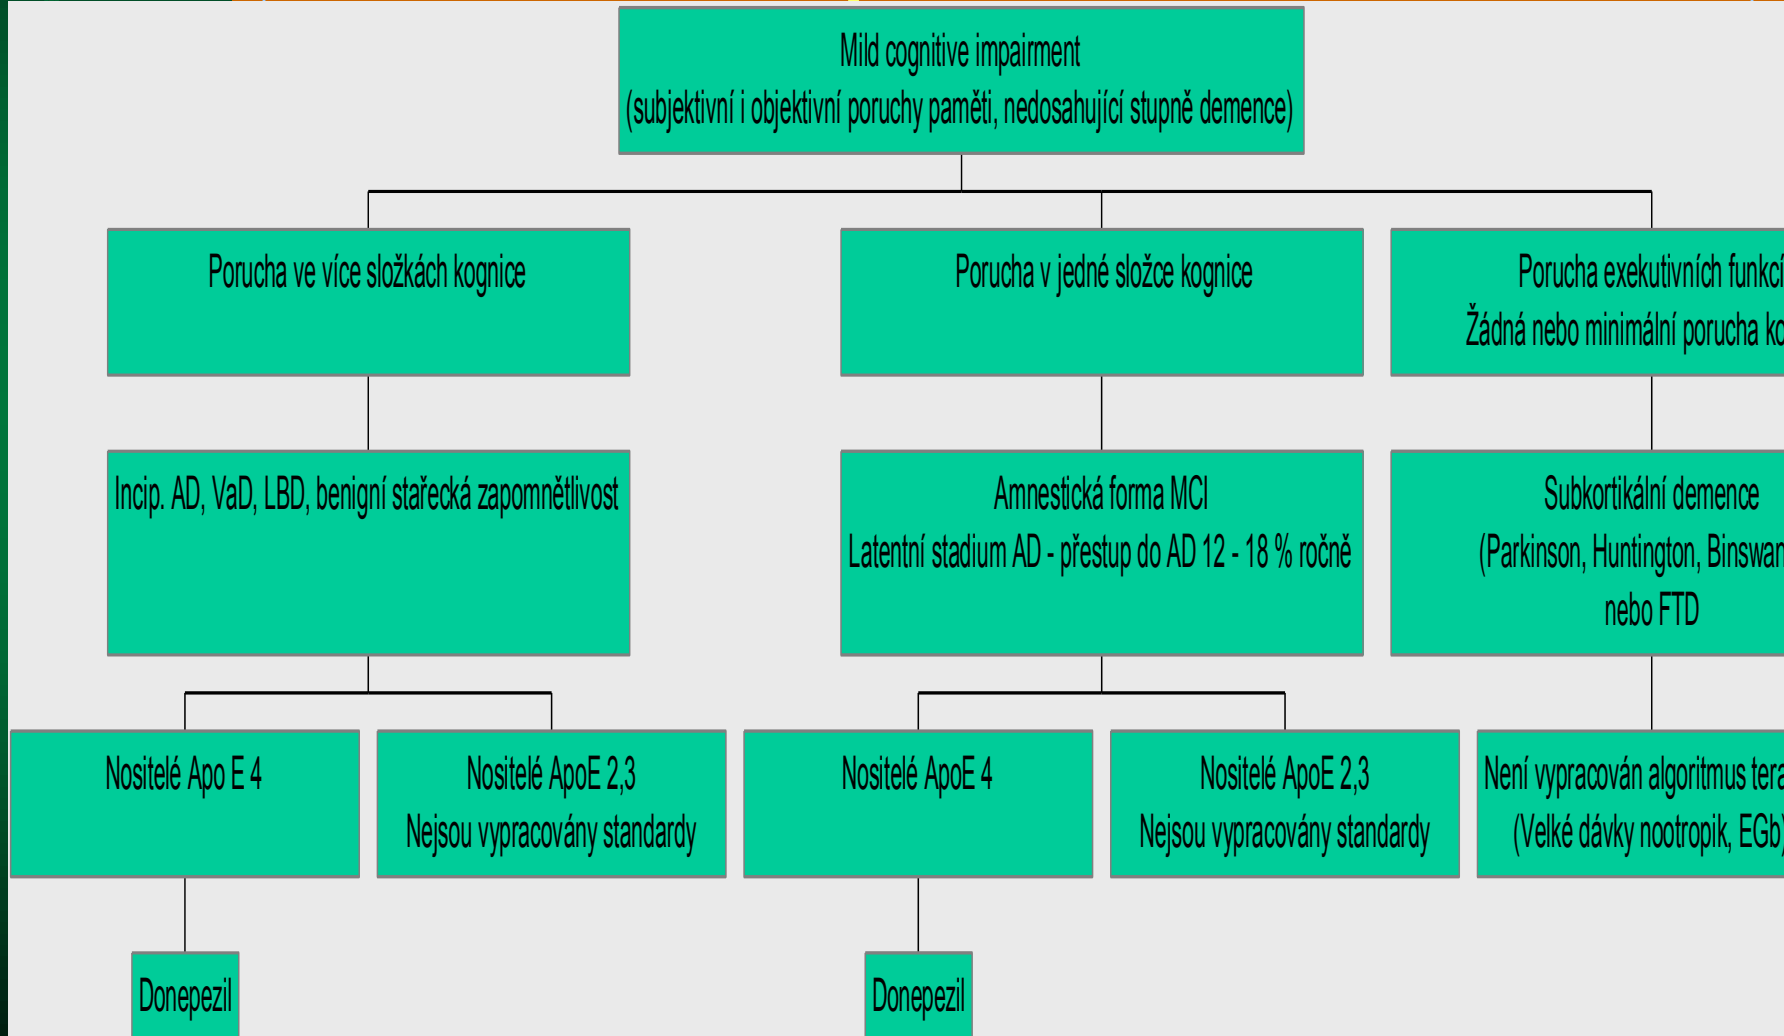 Mild cognitive impairment
(subjektivní i objektivní poruchy paměti, nedosahující stupně demence)
Porucha ve více složkách kognice
Porucha v jedné složce kognice
Porucha exekutivních funkcí
Žádná nebo minimální porucha
Incip. AD, VaD, LBD, benigní stařecká zapomnětlivost
Amnestická forma MCI
Latentní stadium AD - přestup do AD 12 - 18 % ročně
Subkortikální demence
(Parkinson, Huntington,
nebo FTD
Nositelé Apo E 4
Nositelé ApoE 2,3
Nejsou vypracovány standardy
Nositelé ApoE 4
Nositelé ApoE 2,3
Nejsou vypracovány standardy
Není vypracován algoritmus
(Velké dávky nootropik, EGb)
Donepezil
Donepezil